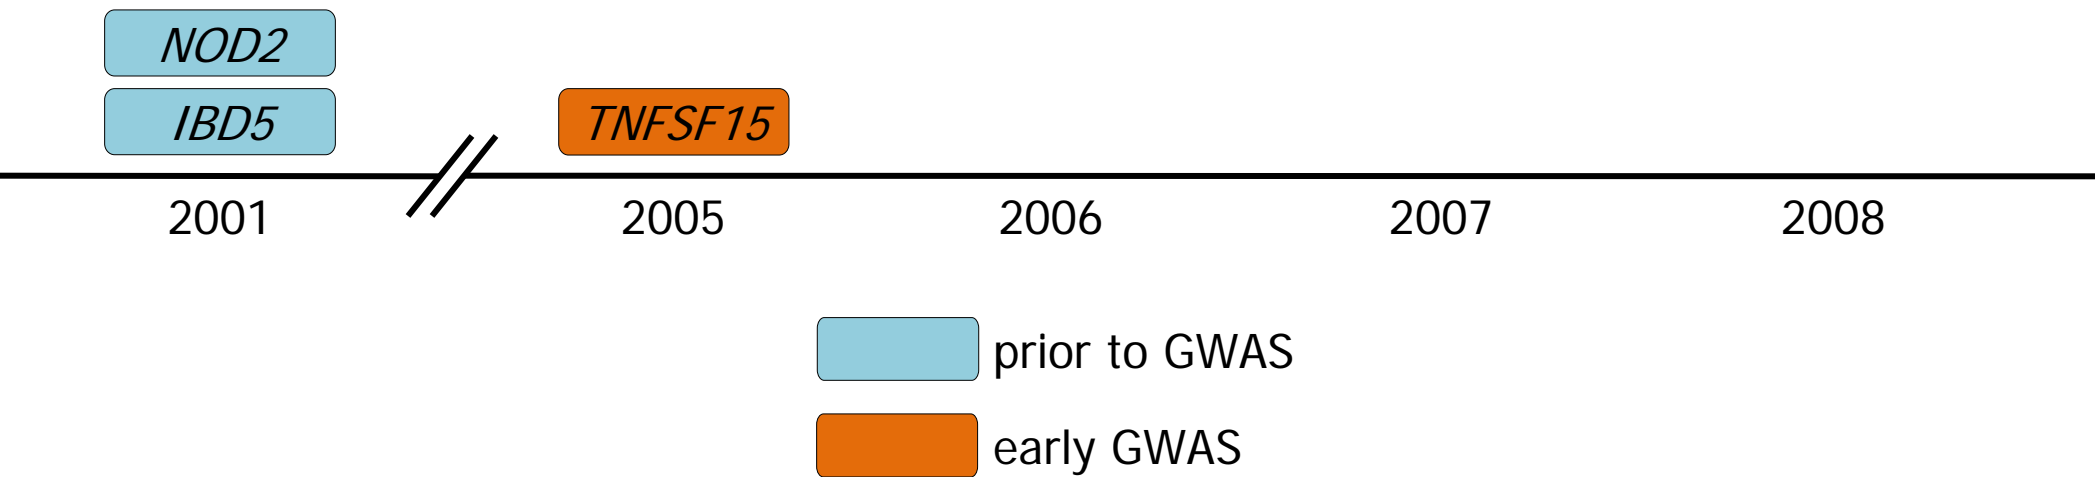 NOD2
IBD5
TNFSF15
2001
2005
2006
2007
2008
prior to GWAS
early GWAS